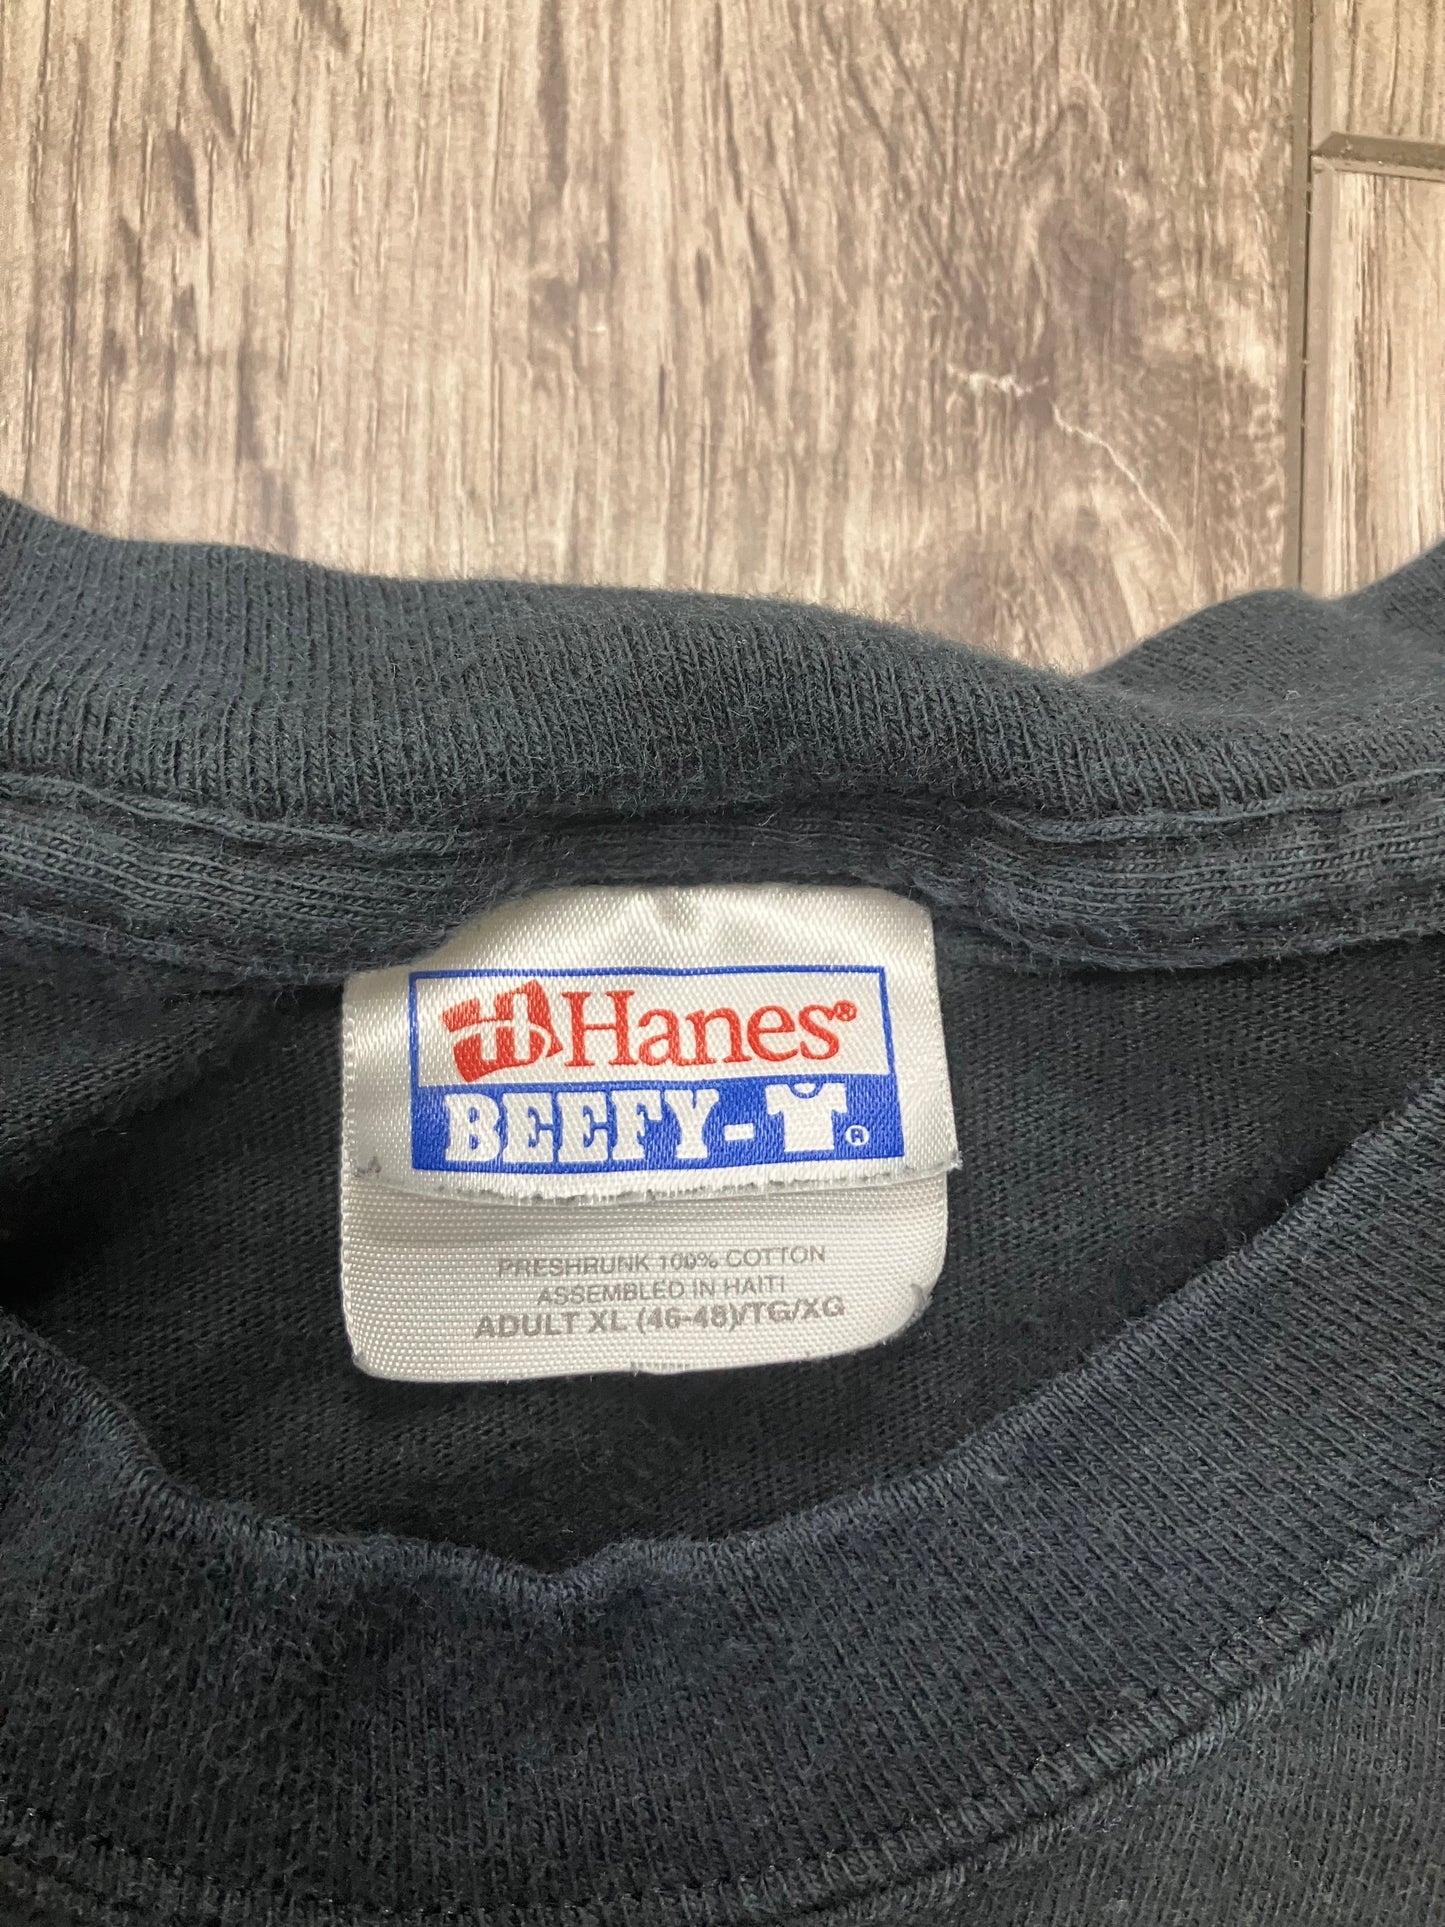 Hanes®
BEEFY-T®
PRESHRUNK 100% COTTON
ASSEMBLED IN HAITI
ADULT XL (46-48)/TG/XG